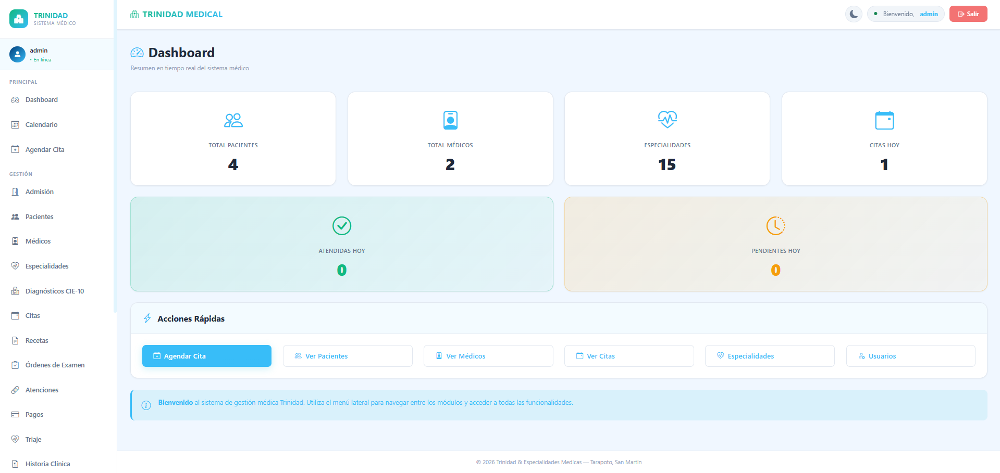 TRINIDAD
SISTEMA MÉDICO
admin
• En línea
PRINCIPAL
Dashboard
Calendario
Agendar Cita
GESTIÓN
Admisión
Pacientes
Médicos
Especialidades
Diagnósticos CIE-10
Citas
Recetas
Órdenes de Examen
Atenciones
Pagos
Triaje
Historia Clínica
TRINIDAD MEDICAL
Bienvenido, admin
Salir
Dashboard
Resumen en tiempo real del sistema médico
TOTAL PACIENTES
4
TOTAL MÉDICOS
2
ESPECIALIDADES
15
CITAS HOY
1
ATENDIDAS HOY
0
PENDIENTES HOY
0
Acciones Rápidas
Agendar Cita
Ver Pacientes
Ver Médicos
Ver Citas
Especialidades
Usuarios
Bienvenido al sistema de gestión médica Trinidad. Utiliza el menú lateral para navegar entre los módulos y acceder a todas las funcionalidades.
© 2026 Trinidad & Especialidades Medicas — Tarapoto, San Martin